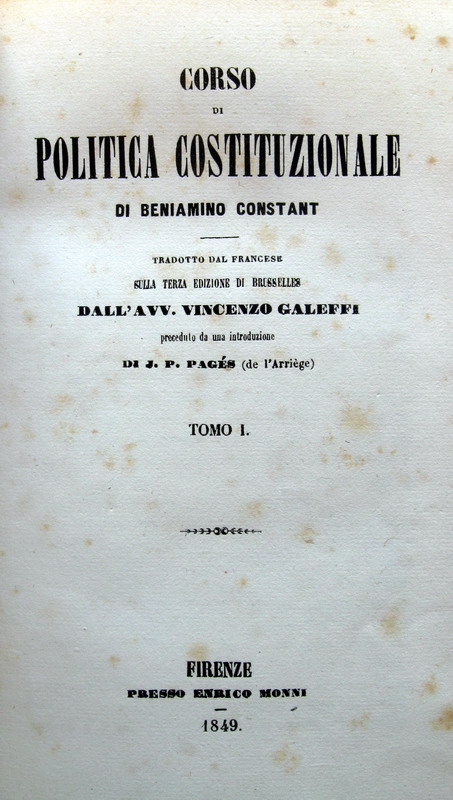 CORSO
DI
POLITICA COSTITUZIONALE
DI BENIAMINO CONSTANT
TRADOTTO DAL FRANCESE
SULLA TERZA EDIZIONE DI BRUSSELLES
DALL'AVV. VINCENZO GALEFFI
preceduto da una introduzione
DI J. P. PAGÉS (de l'Arriège)
TOMO I.
FIRENZE
PRESSO ENRICO MONNI
1849.